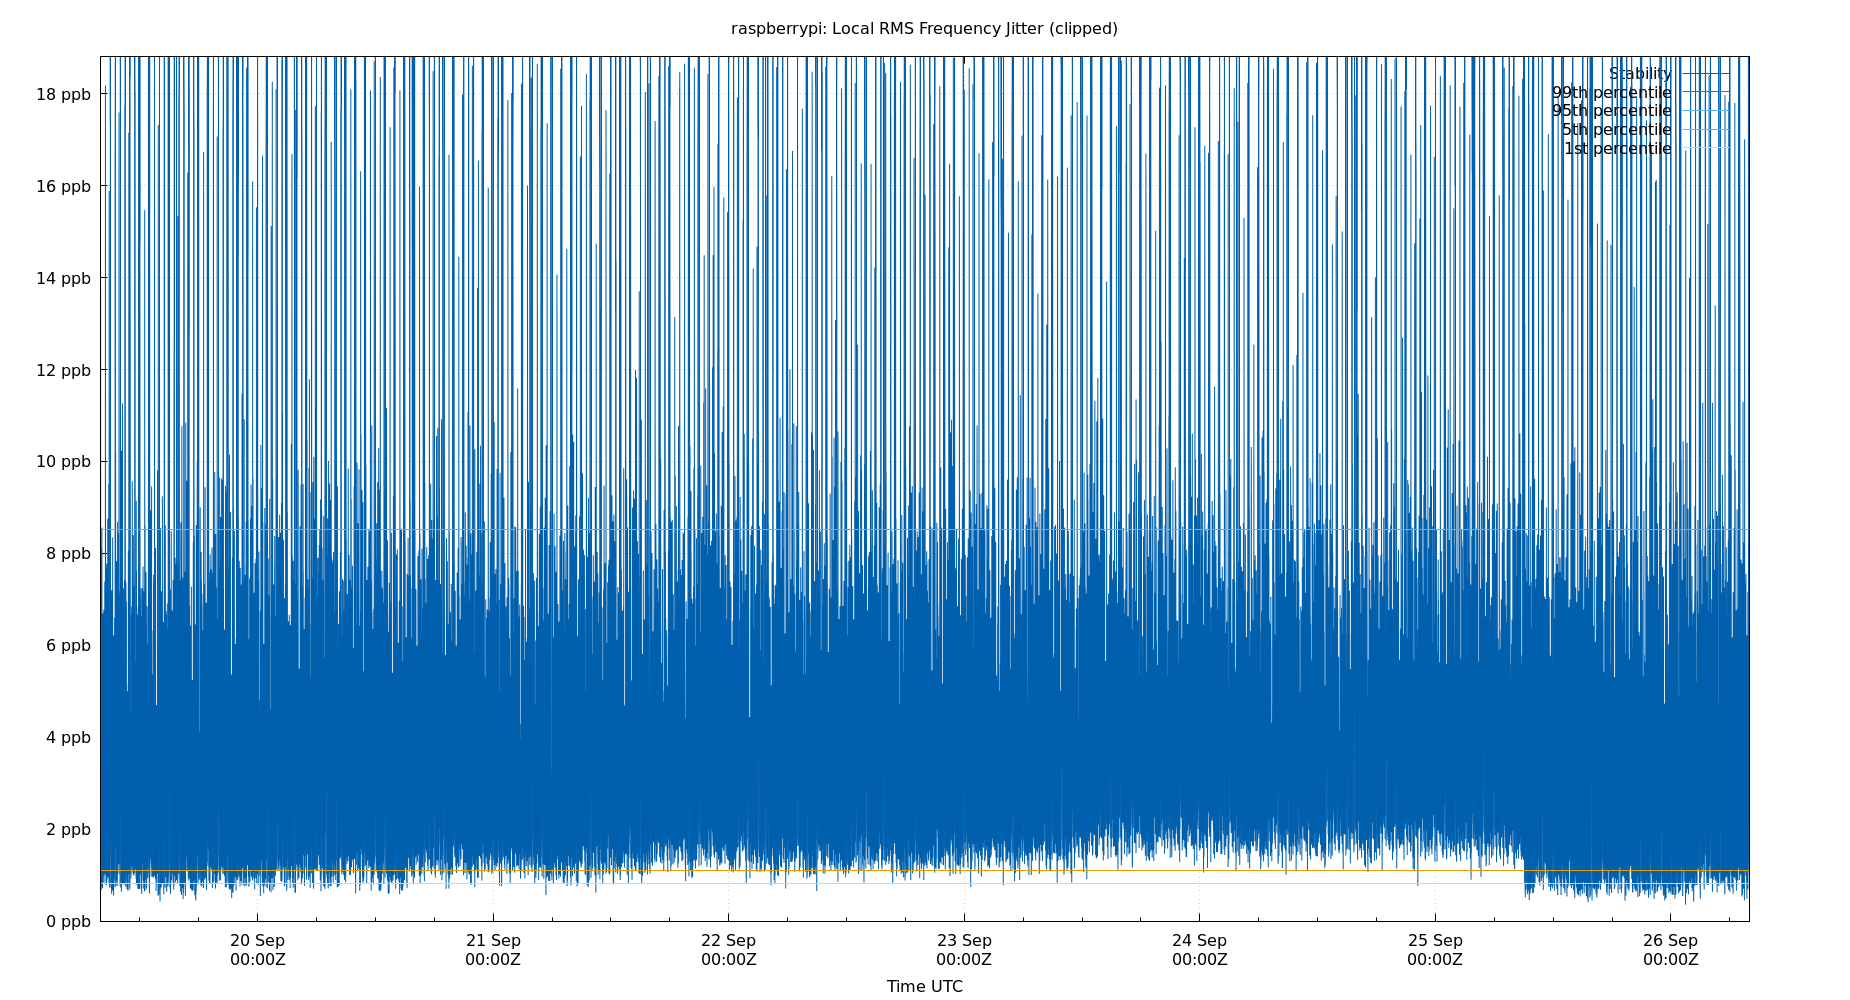 raspberrypi: Local RMS Frequency Jitter (clipped)
Stability
99th percentile
95th percentile
5th percentile
1st percentile
18 ppb
16 ppb
14 ppb
12 ppb
10 ppb
8 ppb
6 ppb
4 ppb
2 ppb
0 ppb
20 Sep 21 Sep 22 Sep 23 Sep 24 Sep 25 Sep 26 Sep
00:00Z 00:00Z 00:00Z 00:00Z 00:00Z 00:00Z 00:00Z
Time UTC